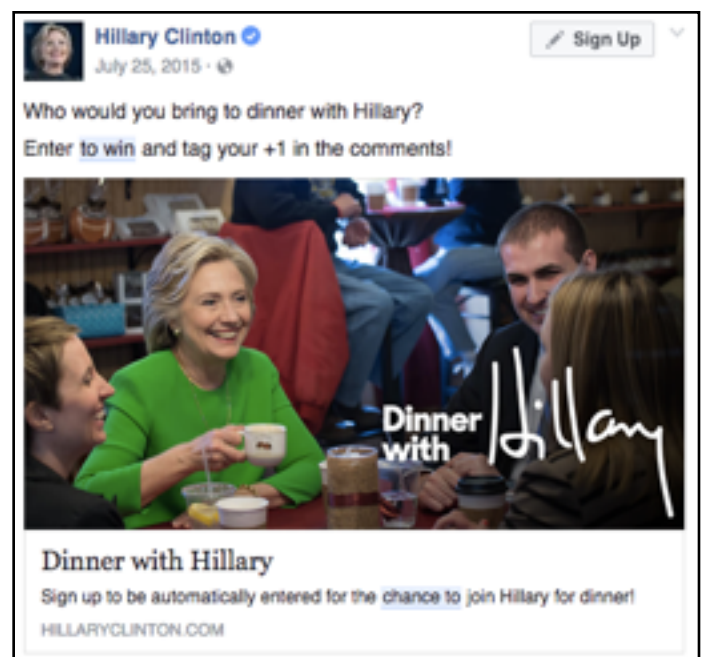 Hillary Clinton
Sign Up
July 25, 2015 ·
Who would you bring to dinner with Hillary?
Enter to win and tag your +1 in the comments!
Dinner
with Hillary
Dinner with Hillary
Sign up to be automatically entered for the chance to join Hillary for dinner!
HILLARYCLINTON.COM